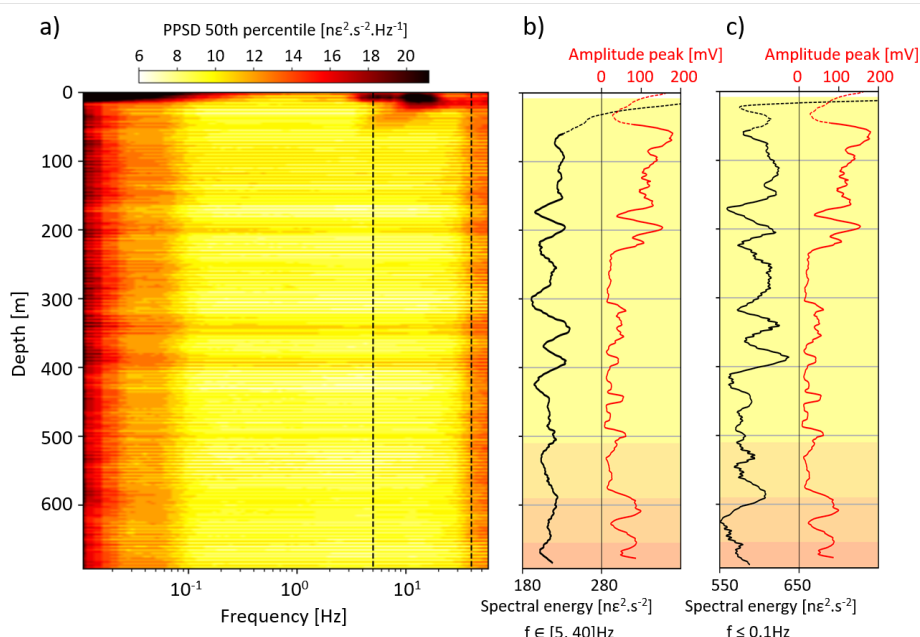 a)
PPSD 50th percentile [nε².s⁻².Hz⁻¹]
6 8 10 12 14 16 18 20
0
100
200
300
400
500
600
Depth [m]
10⁻¹ 10⁰ 10¹
Frequency [Hz]
b)
Amplitude peak [mV]
0 100 200
180 280
Spectral energy [nε².s⁻²]
f ∈ [5, 40]Hz
c)
Amplitude peak [mV]
0 100 200
550 650
Spectral energy [nε².s⁻²]
f ≤ 0.1Hz